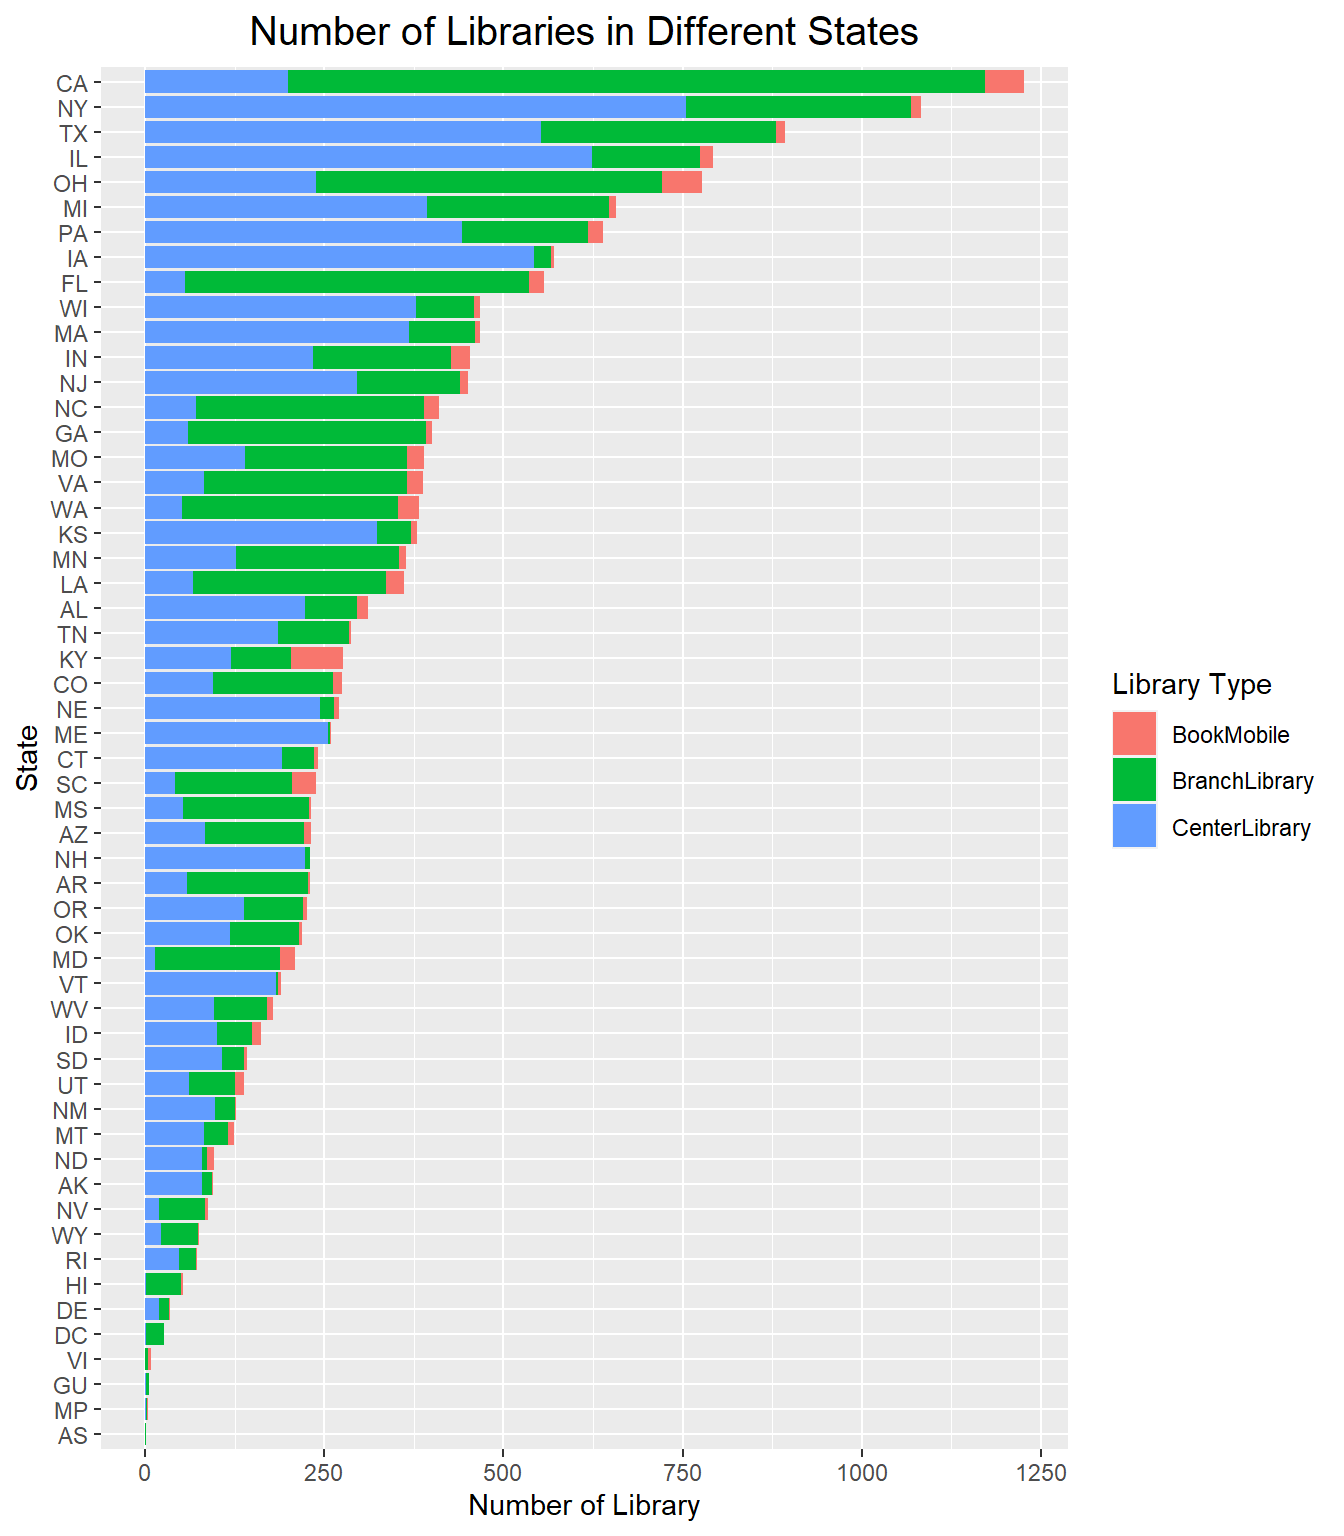 Number of Libraries in Different States
CA
NY
TX
IL
OH
MI
PA
IA
FL
WI
MA
IN
NJ
NC
GA
MO
VA
WA
KS
MN
LA
AL
TN
KY
CO
NE
ME
CT
SC
MS
AZ
NH
AR
OR
OK
MD
VT
WV
ID
SD
UT
NM
MT
ND
AK
NV
WY
RI
HI
DE
DC
VI
GU
MP
AS
State
0 250 500 750 1000 1250
Number of Library
Library Type
BookMobile
BranchLibrary
CenterLibrary